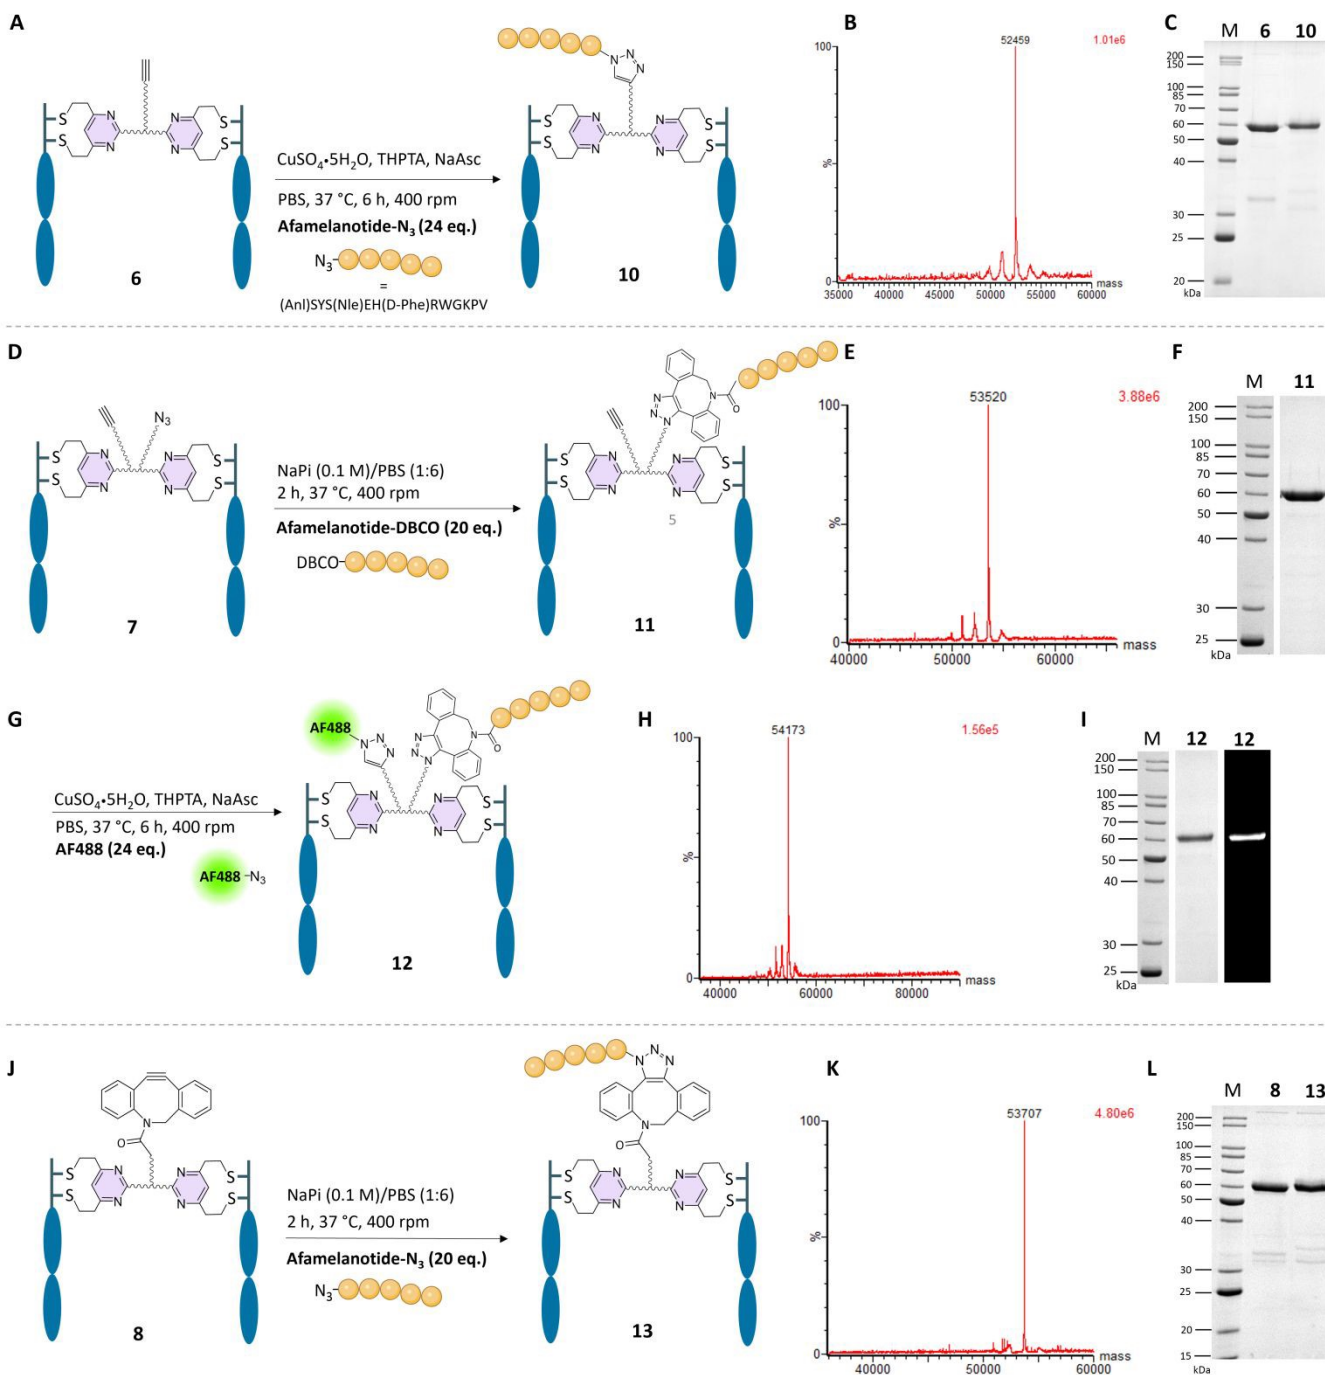 A
N
N
N
S
S
N
N
N
N
S
S
6
CuSO₄•5H₂O, THPTA, NaAsc
PBS, 37 °C, 6 h, 400 rpm
Afamelanotide-N₃ (24 eq.)
N₃
=
(Anl)SYS(Nle)EH(D-Phe)RWGKPV
S
S
N
N
N
N
S
S
10
B
52459
1.01e6
100
%
0
35000 40000 45000 50000 55000 60000 mass
C
M 6 10
200
150
100
85
70
60
50
40
30
25
20
kDa
D
N₃
S
S
N
N
N
N
S
S
7
NaPi (0.1 M)/PBS (1:6)
2 h, 37 °C, 400 rpm
Afamelanotide-DBCO (20 eq.)
DBCO
N
O
N
N
N
S
S
N
N
N
N
S
S
5
11
E
53520
3.88e6
100
%
0
40000 50000 60000 mass
F
M 11
200
150
100
85
70
60
50
40
30
25
kDa
G
CuSO₄•5H₂O, THPTA, NaAsc
PBS, 37 °C, 6 h, 400 rpm
AF488 (24 eq.)
AF488 -N₃
AF488
N
N
N
N
N
N
N
O
S
S
N
N
N
N
S
S
12
H
54173
1.56e5
100
%
0
40000 60000 80000 mass
I
M 12 12
200
150
100
85
70
60
50
40
30
25
kDa
J
N
O
S
S
N
N
N
N
S
S
8
NaPi (0.1 M)/PBS (1:6)
2 h, 37 °C, 400 rpm
Afamelanotide-N₃ (20 eq.)
N₃
N
N
N
N
O
S
S
N
N
N
N
S
S
13
K
53707
4.80e6
100
%
0
40000 50000 60000 mass
L
M 8 13
200
150
100
85
70
60
50
40
30
25
20
15
kDa